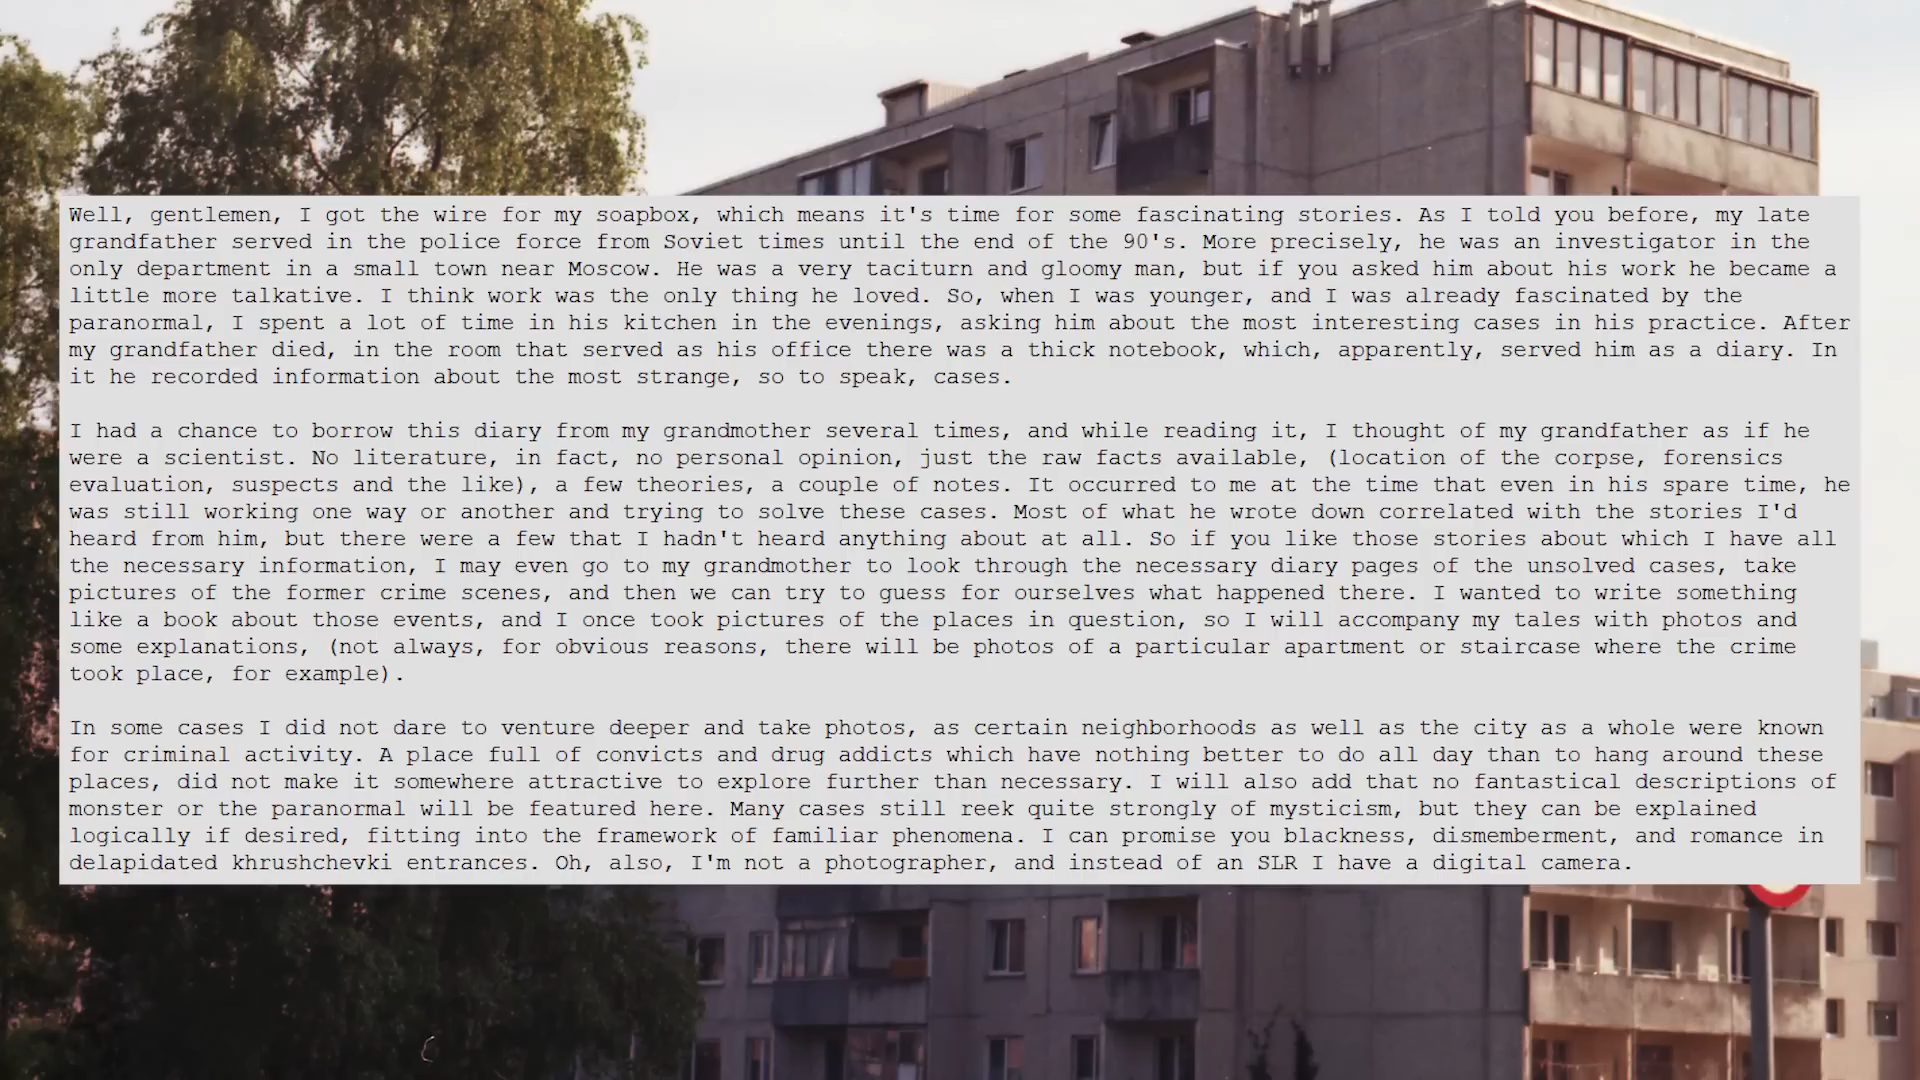 Well, gentlemen, I got the wire for my soapbox, which means it's time for some fascinating stories. As I told you before, my late
grandfather served in the police force from Soviet times until the end of the 90's. More precisely, he was an investigator in the
only department in a small town near Moscow. He was a very taciturn and gloomy man, but if you asked him about his work he became a
little more talkative. I think work was the only thing he loved. So, when I was younger, and I was already fascinated by the
paranormal, I spent a lot of time in his kitchen in the evenings, asking him about the most interesting cases in his practice. After
my grandfather died, in the room that served as his office there was a thick notebook, which, apparently, served him as a diary. In
it he recorded information about the most strange, so to speak, cases.
I had a chance to borrow this diary from my grandmother several times, and while reading it, I thought of my grandfather as if he
were a scientist. No literature, in fact, no personal opinion, just the raw facts available, (location of the corpse, forensics
evaluation, suspects and the like), a few theories, a couple of notes. It occurred to me at the time that even in his spare time, he
was still working one way or another and trying to solve these cases. Most of what he wrote down correlated with the stories I'd
heard from him, but there were a few that I hadn't heard anything about at all. So if you like those stories about which I have all
the necessary information, I may even go to my grandmother to look through the necessary diary pages of the unsolved cases, take
pictures of the former crime scenes, and then we can try to guess for ourselves what happened there. I wanted to write something
like a book about those events, and I once took pictures of the places in question, so I will accompany my tales with photos and
some explanations, (not always, for obvious reasons, there will be photos of a particular apartment or staircase where the crime
took place, for example).
In some cases I did not dare to venture deeper and take photos, as certain neighborhoods as well as the city as a whole were known
for criminal activity. A place full of convicts and drug addicts which have nothing better to do all day than to hang around these
places, did not make it somewhere attractive to explore further than necessary. I will also add that no fantastical descriptions of
monster or the paranormal will be featured here. Many cases still reek quite strongly of mysticism, but they can be explained
logically if desired, fitting into the framework of familiar phenomena. I can promise you blackness, dismemberment, and romance in
delapidated khrushchevki entrances. Oh, also, I'm not a photographer, and instead of an SLR I have a digital camera.